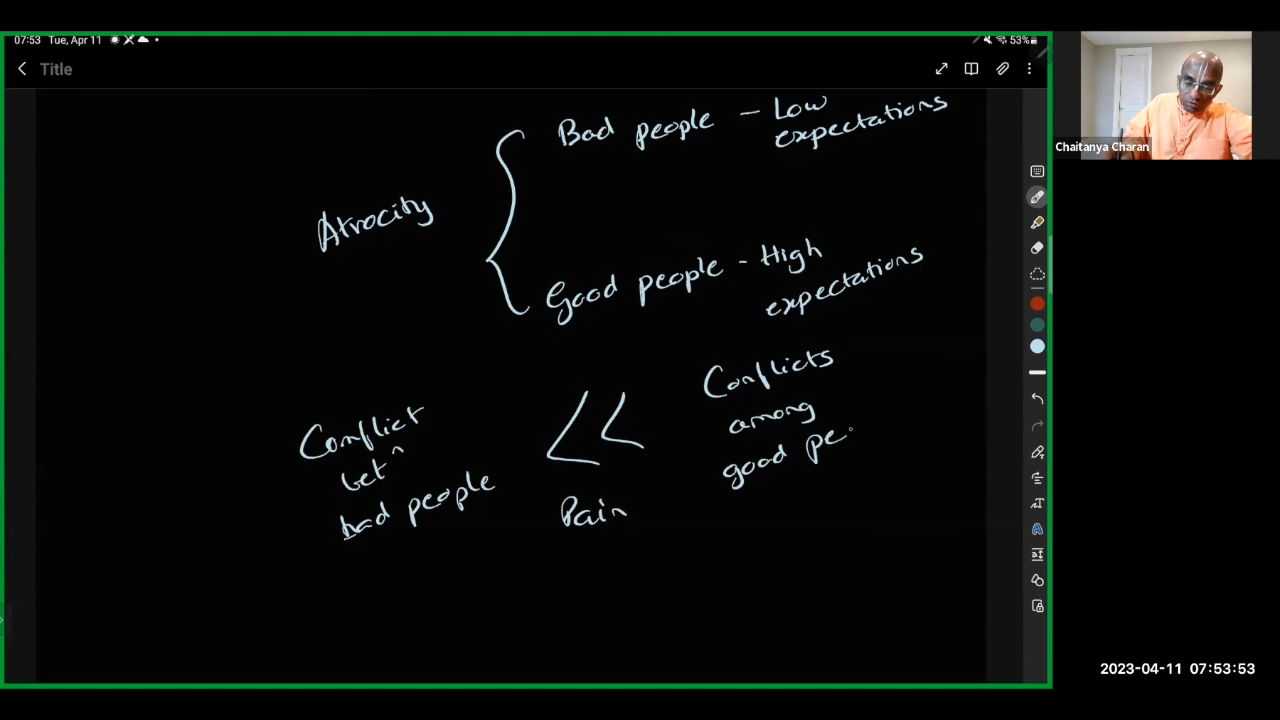 07:53 Tue, Apr 11
53%
Title
Chaitanya Charan
Bad people – Low
expectations
Atrocity
Good people - High
expectations
Conflict
bet^n
bad people
<<
Pain
Conflicts
among
good pe
2023-04-11 07:53:53